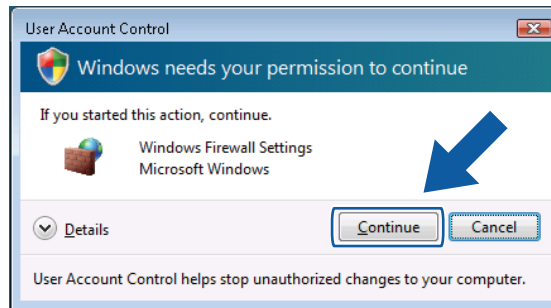 User Account Control
Windows needs your permission to continue
If you started this action, continue.
Windows Firewall Settings
Microsoft Windows
Details
Continue
Cancel
User Account Control helps stop unauthorized changes to your computer.